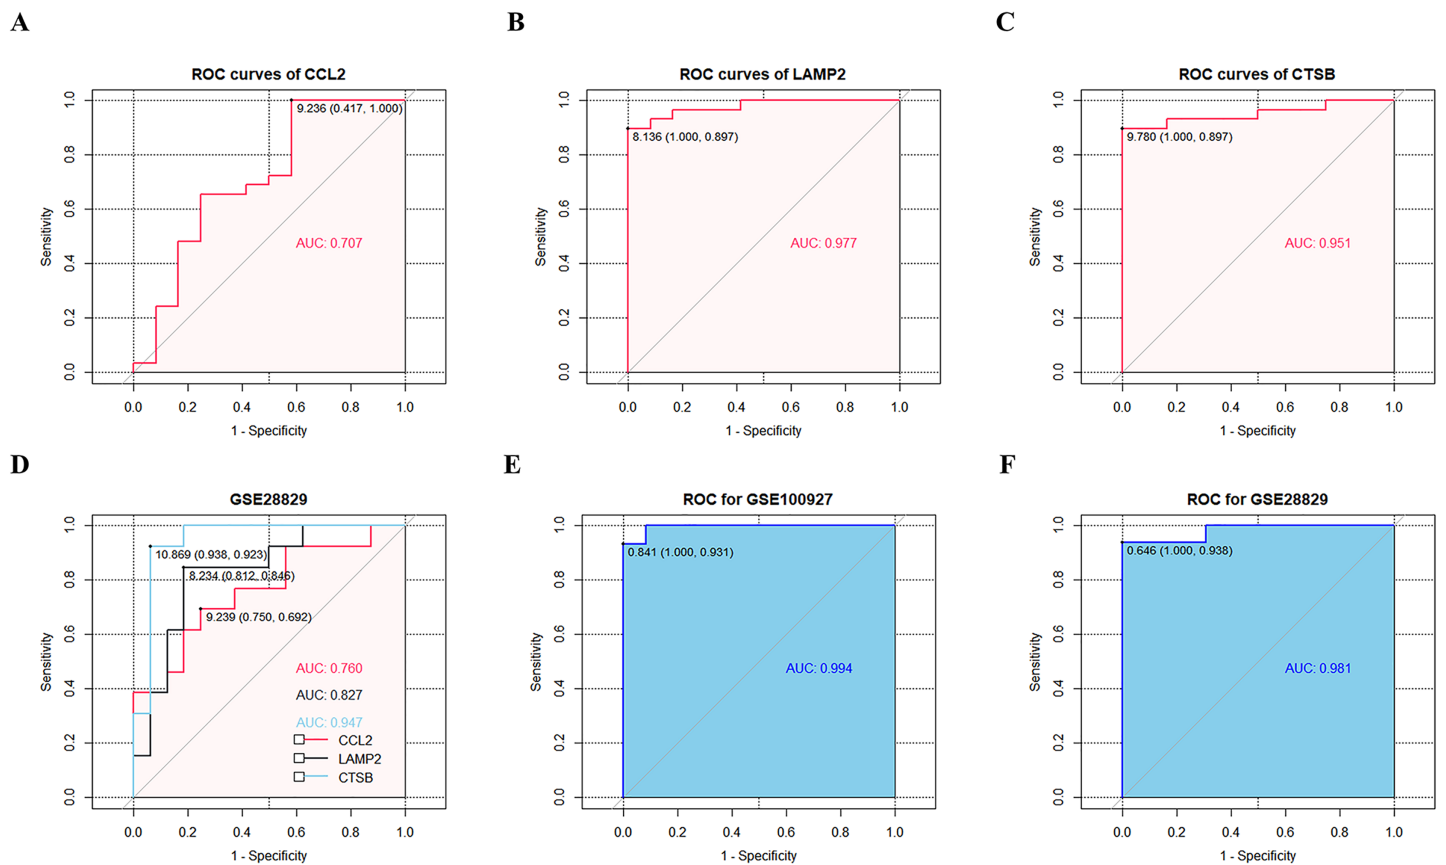 A
ROC curves of CCL2
9.236 (0.417, 1.000)
AUC: 0.707
Sensitivity
0.0 0.2 0.4 0.6 0.8 1.0
0.0 0.2 0.4 0.6 0.8 1.0
1 - Specificity
B
ROC curves of LAMP2
8.136 (1.000, 0.897)
AUC: 0.977
Sensitivity
0.0 0.2 0.4 0.6 0.8 1.0
0.0 0.2 0.4 0.6 0.8 1.0
1 - Specificity
C
ROC curves of CTSB
9.780 (1.000, 0.897)
AUC: 0.951
Sensitivity
0.0 0.2 0.4 0.6 0.8 1.0
0.0 0.2 0.4 0.6 0.8 1.0
1 - Specificity
D
GSE28829
10.869 (0.938, 0.923)
8.234 (0.812, 0.846)
9.239 (0.750, 0.692)
AUC: 0.760
AUC: 0.827
AUC: 0.947
CCL2
LAMP2
CTSB
Sensitivity
0.0 0.2 0.4 0.6 0.8 1.0
0.0 0.2 0.4 0.6 0.8 1.0
1 - Specificity
E
ROC for GSE100927
0.841 (1.000, 0.931)
AUC: 0.994
Sensitivity
0.0 0.2 0.4 0.6 0.8 1.0
0.0 0.2 0.4 0.6 0.8 1.0
1 - Specificity
F
ROC for GSE28829
0.646 (1.000, 0.938)
AUC: 0.981
Sensitivity
0.0 0.2 0.4 0.6 0.8 1.0
0.0 0.2 0.4 0.6 0.8 1.0
1 - Specificity